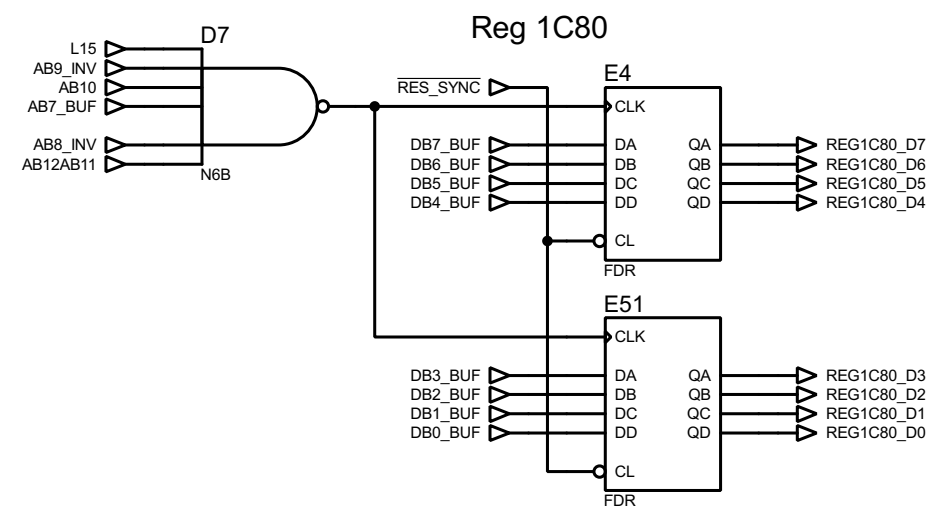 Reg 1C80
D7
L15
AB9_INV
AB10
AB7_BUF
AB8_INV
AB12AB11
N6B
RES_SYNC
E4
CLK
DB7_BUF DA QA REG1C80_D7
DB6_BUF DB QB REG1C80_D6
DB5_BUF DC QC REG1C80_D5
DB4_BUF DD QD REG1C80_D4
CL
FDR
E51
CLK
DB3_BUF DA QA REG1C80_D3
DB2_BUF DB QB REG1C80_D2
DB1_BUF DC QC REG1C80_D1
DB0_BUF DD QD REG1C80_D0
CL
FDR